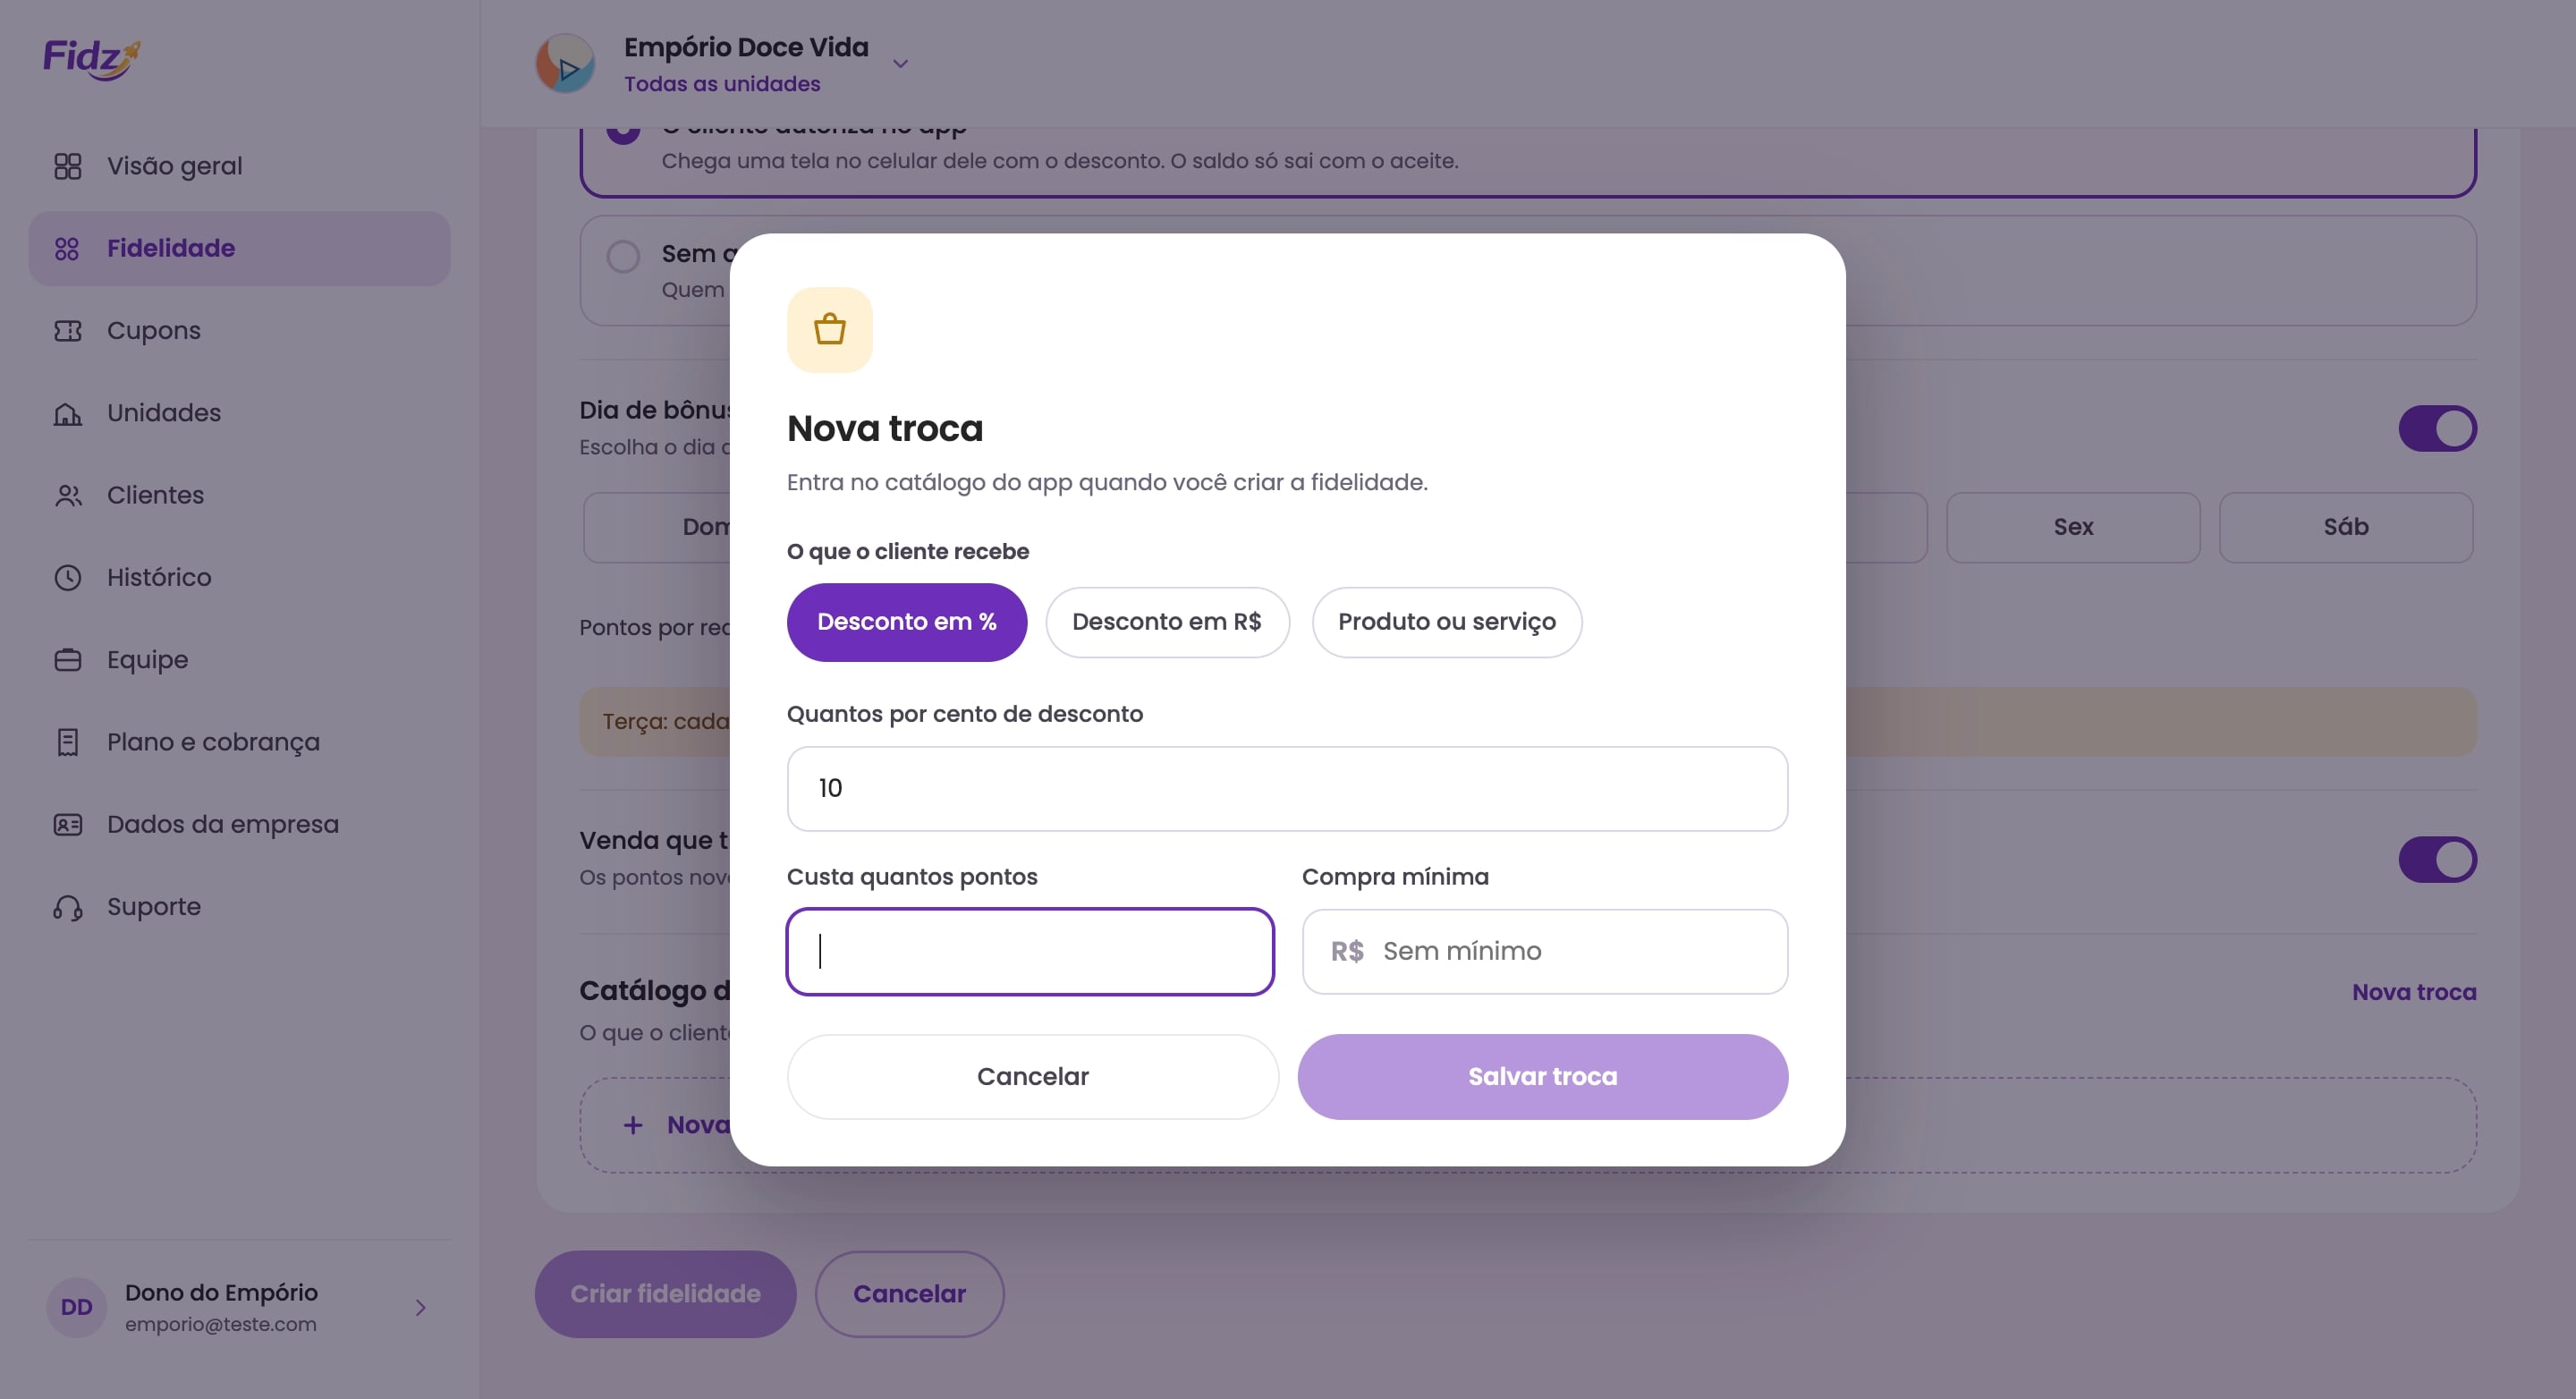 Fidz
Empório Doce Vida
Todas as unidades
Visão geral
Fidelidade
Cupons
Unidades
Clientes
Histórico
Equipe
Plano e cobrança
Dados da empresa
Suporte
Dono do Empório
DD
emporio@teste.com
O cliente autoriza no app
Chega uma tela no celular dele com o desconto. O saldo só sai com o aceite.
Sem
Quem
Dia de bônus
Escolha o dia
Dom
Sex
Sáb
Pontos por
Terça: cada
Venda que
Os pontos
Catálogo
O que o
Nova troca
+ Nova
Criar fidelidade
Cancelar
Nova troca
Entra no catálogo do app quando você criar a fidelidade.
O que o cliente recebe
Desconto em %
Desconto em R$
Produto ou serviço
Quantos por cento de desconto
10
Custa quantos pontos
Compra mínima
R$ Sem mínimo
Cancelar
Salvar troca